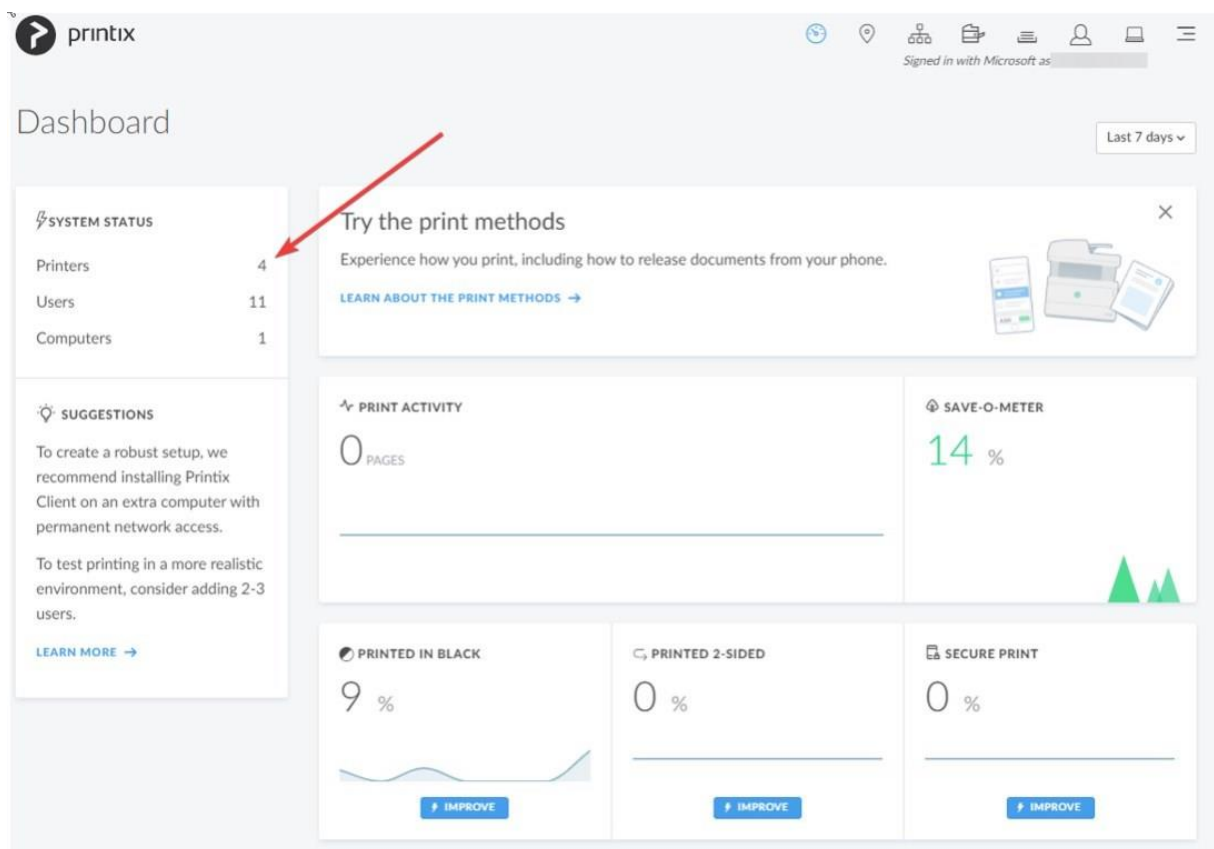 printix
Signed in with Microsoft as
Dashboard
Last 7 days
SYSTEM STATUS
Printers 4
Users 11
Computers 1
SUGGESTIONS
To create a robust setup, we
recommend installing Printix
Client on an extra computer with
permanent network access.
To test printing in a more realistic
environment, consider adding 2-3
users.
LEARN MORE →
Try the print methods
Experience how you print, including how to release documents from your phone.
LEARN ABOUT THE PRINT METHODS →
PRINT ACTIVITY
0 PAGES
SAVE-O-METER
14 %
PRINTED IN BLACK
9 %
IMPROVE
PRINTED 2-SIDED
0 %
IMPROVE
SECURE PRINT
0 %
IMPROVE